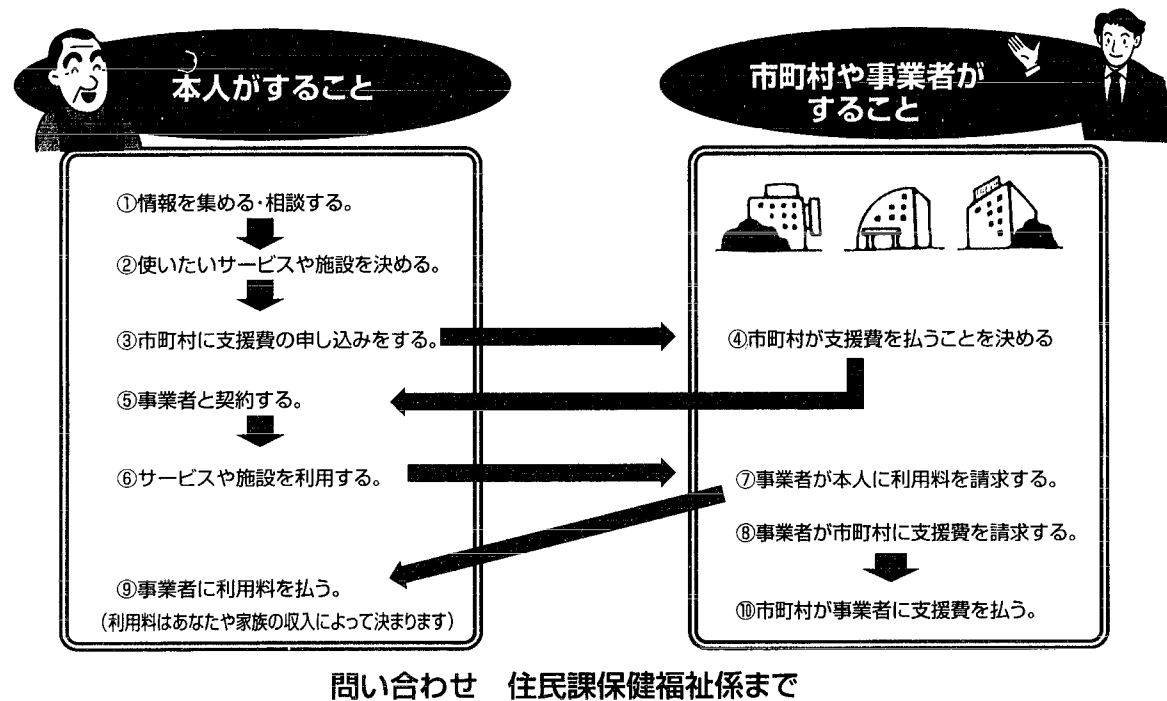 本人がすること
市町村や事業者が
すること
①情報を集める・相談する。
②使いたいサービスや施設を決める。
③市町村に支援費の申し込みをする。
④市町村が支援費を払うことを決める
⑤事業者と契約する。
⑥サービスや施設を利用する。
⑦事業者が本人に利用料を請求する。
⑧事業者が市町村に支援費を請求する。
⑨事業者に利用料を払う。
(利用料はあなたや家族の収入によって決まります)
⑩市町村が事業者に支援費を払う。
問い合わせ　住民課保健福祉係まで